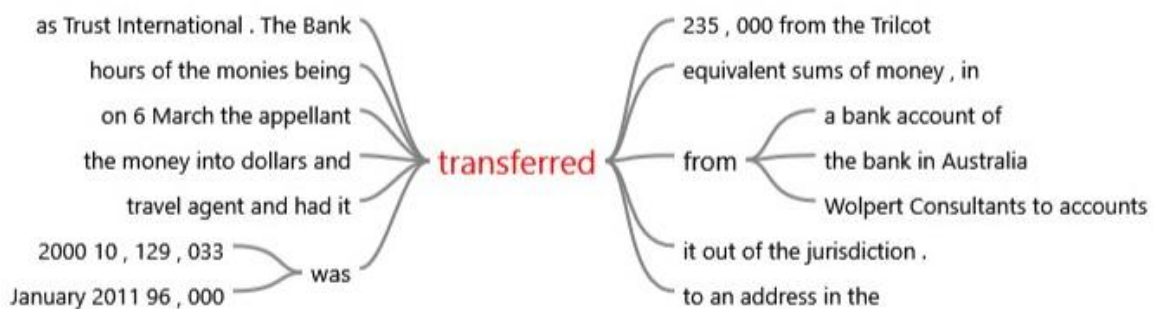 as Trust International . The Bank
hours of the monies being
on 6 March the appellant
the money into dollars and
travel agent and had it
2000 10 , 129 , 033
January 2011 96 , 000
was
transferred
235 , 000 from the Trilcot
equivalent sums of money , in
from
a bank account of
the bank in Australia
Wolpert Consultants to accounts
it out of the jurisdiction .
to an address in the